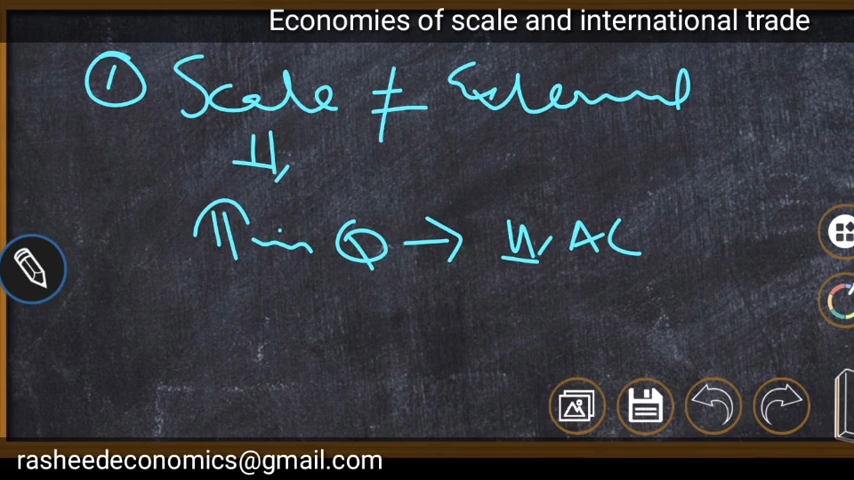 Economies of scale and international trade
① Scale ≠ External
⇓
⇑ in Q → ⇓ AC
rasheedeconomics@gmail.com